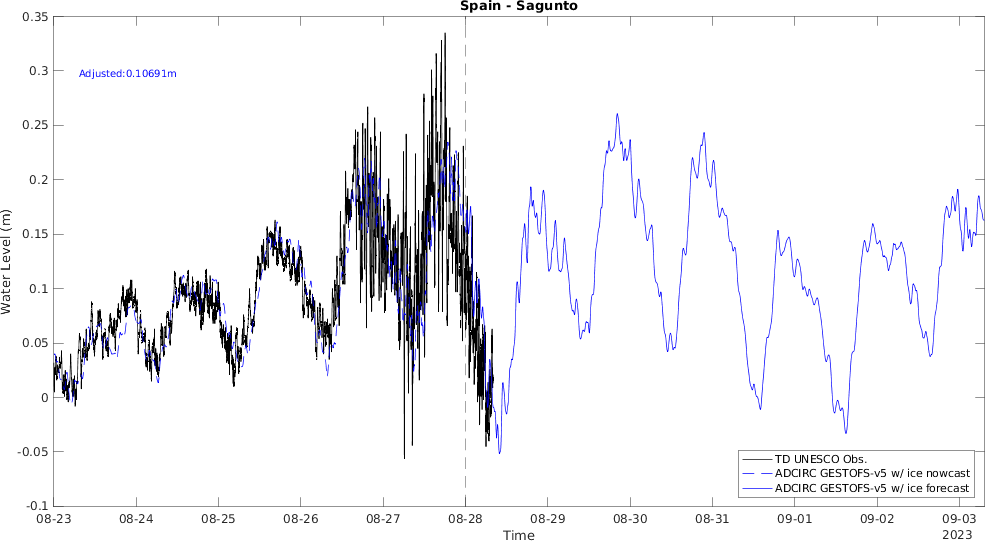 Spain - Sagunto
0.35
0.3
0.25
0.2
0.15
0.1
0.05
0
-0.05
-0.1
Water Level (m)
Adjusted:0.10691m
TD UNESCO Obs.
ADCIRC GESTOFS-v5 w/ ice nowcast
ADCIRC GESTOFS-v5 w/ ice forecast
08-23 08-24 08-25 08-26 08-27 08-28 08-29 08-30 08-31 09-01 09-02 09-03
Time
2023